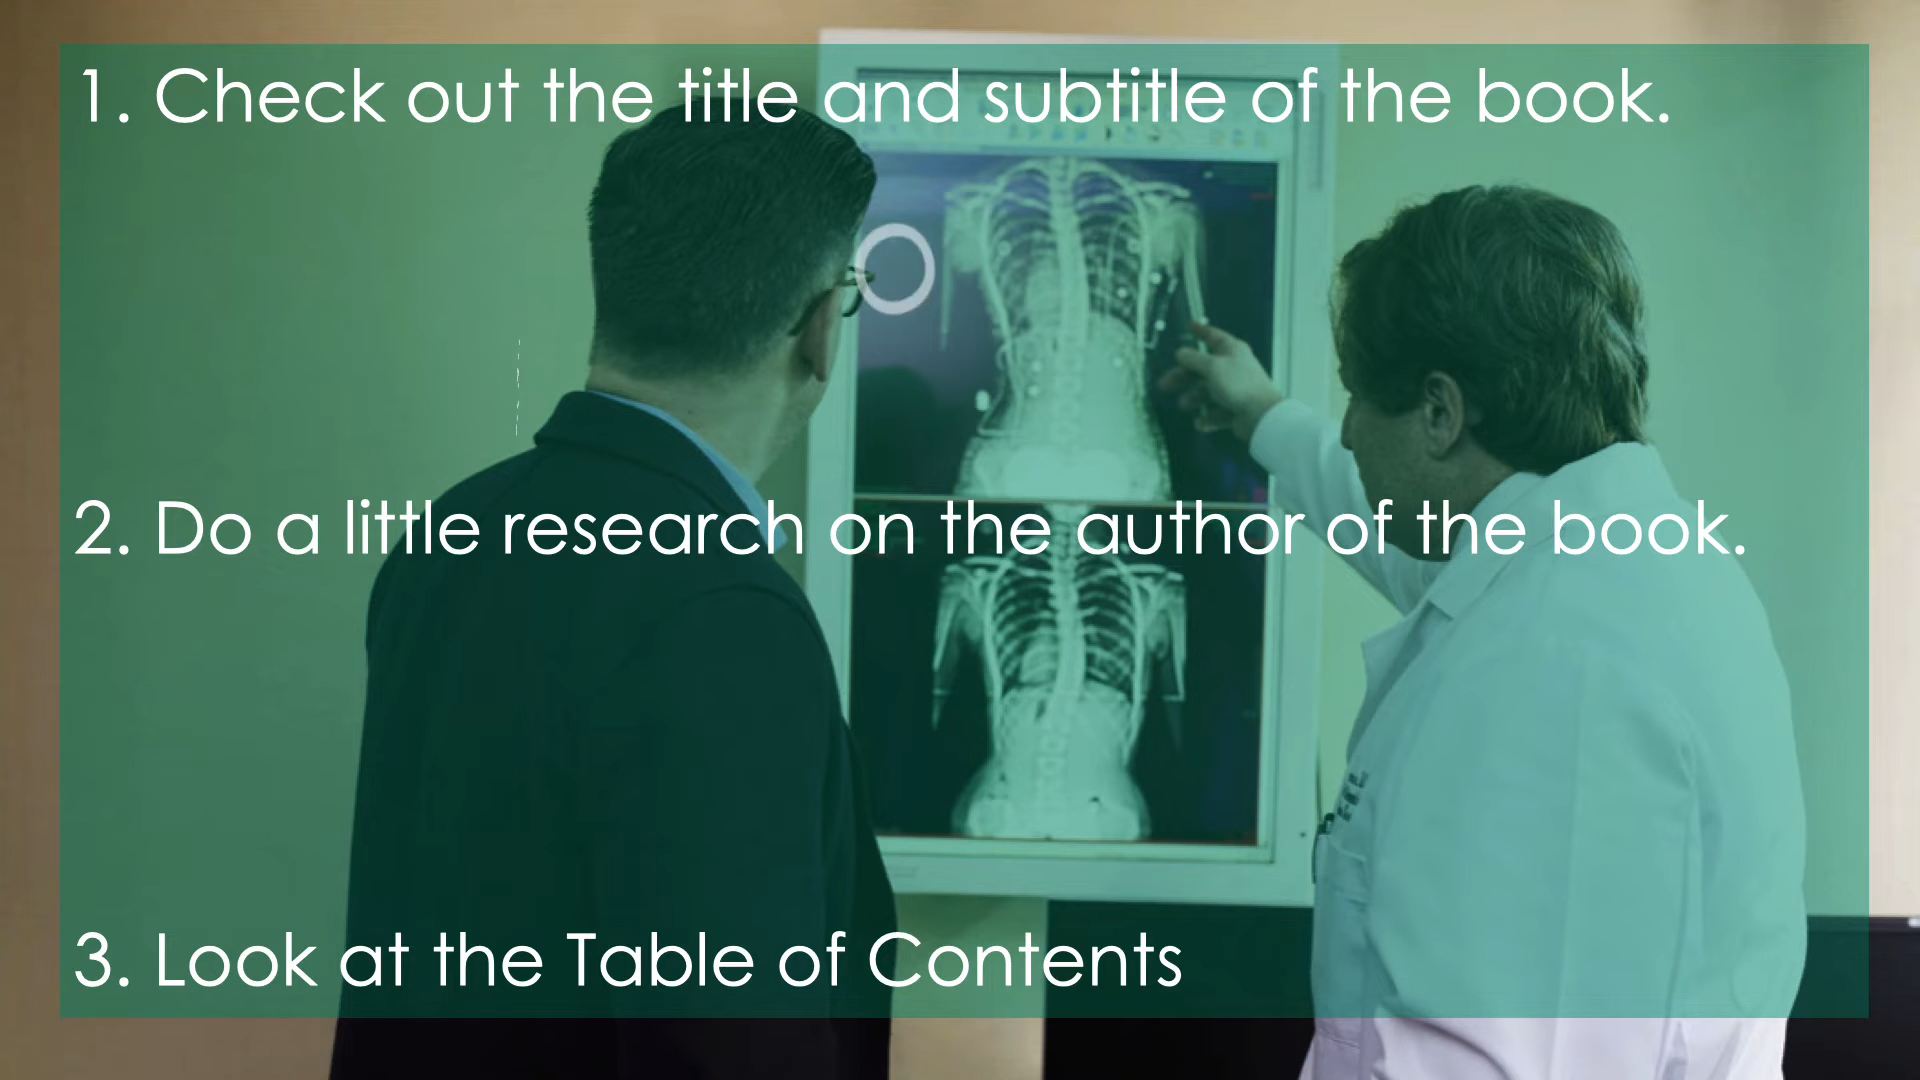 1. Check out the title and subtitle of the book.
2. Do a little research on the author of the book.
3. Look at the Table of Contents